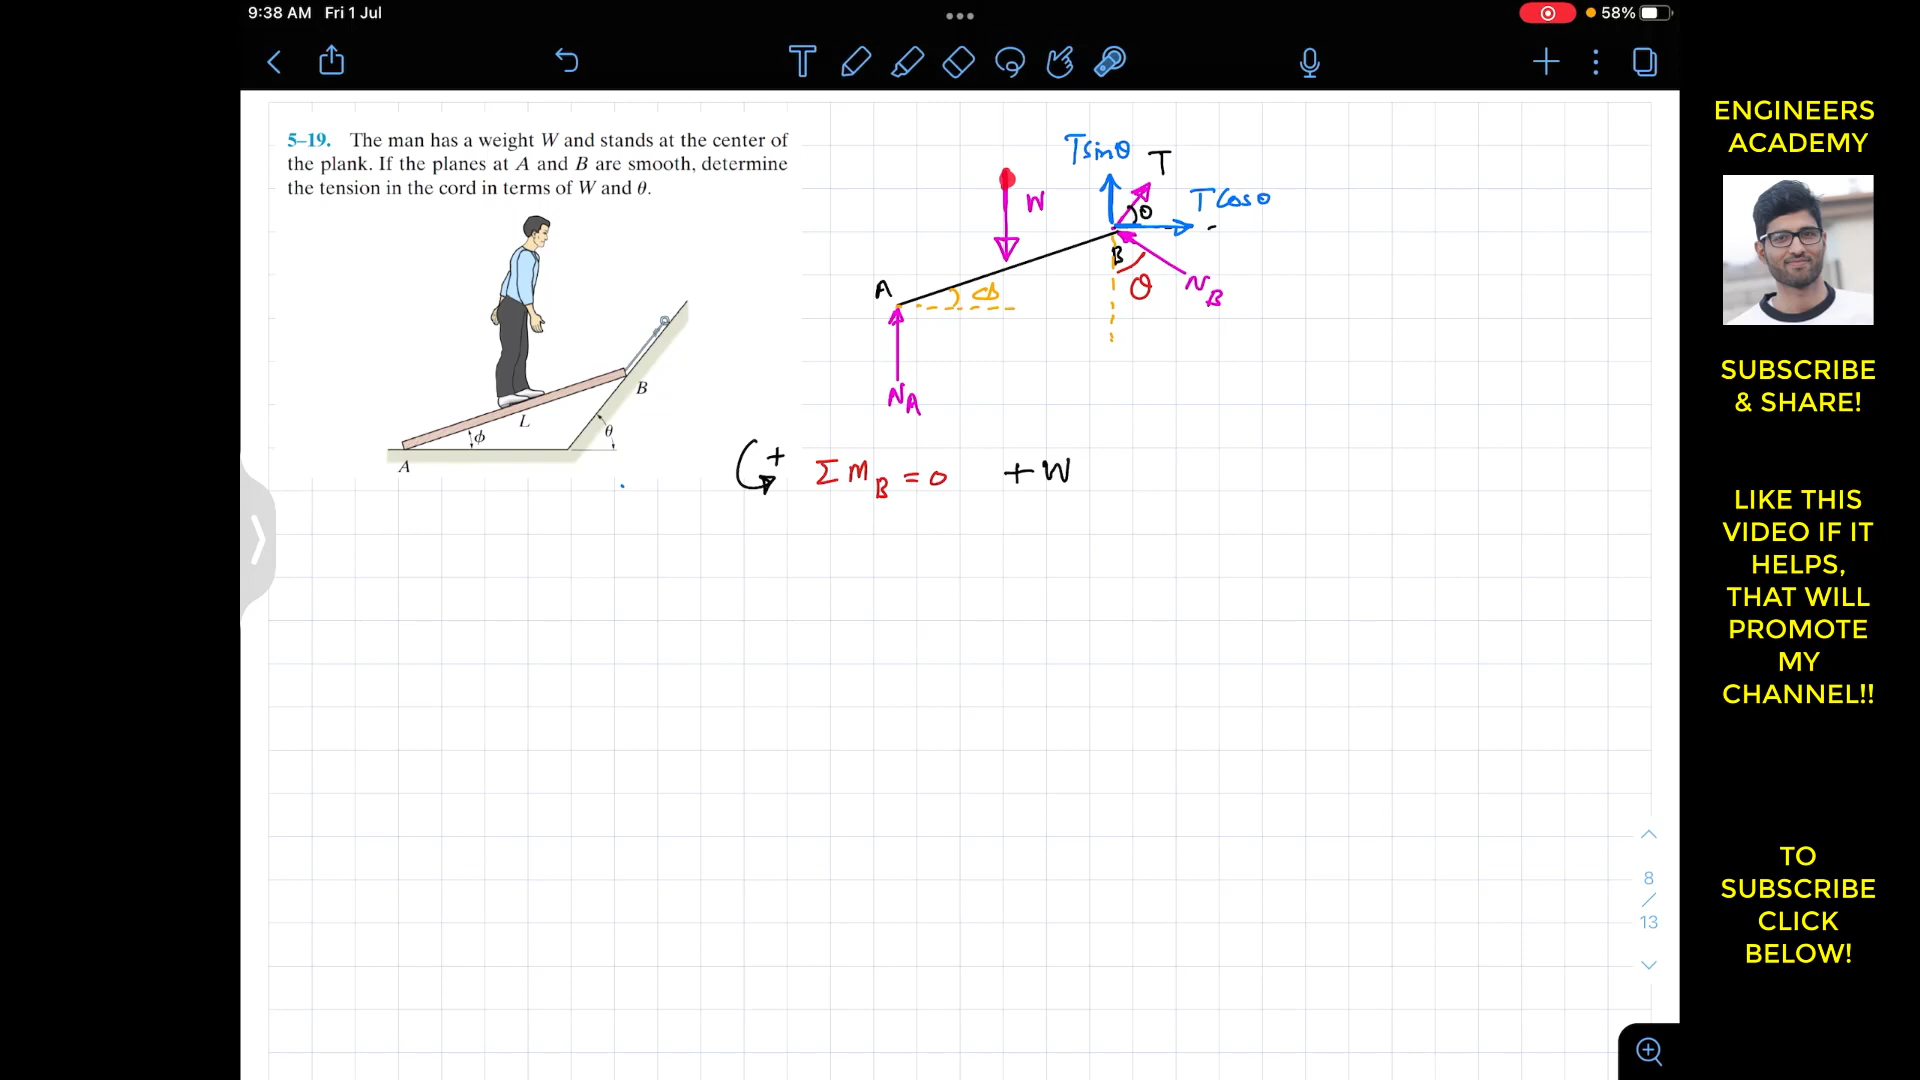 9:38 AM Fri 1 Jul
58%
5–19. The man has a weight W and stands at the center of
the plank. If the planes at A and B are smooth, determine
the tension in the cord in terms of W and θ.
B
L
ϕ
θ
A
Tsinθ
T
W
θ
Tcosθ
B
A
ϕ
θ
N_B
N_A
+ ΣM_B = 0 +W
8
/
13
ENGINEERS
ACADEMY
SUBSCRIBE
& SHARE!
LIKE THIS
VIDEO IF IT
HELPS,
THAT WILL
PROMOTE
MY
CHANNEL!!
TO
SUBSCRIBE
CLICK
BELOW!